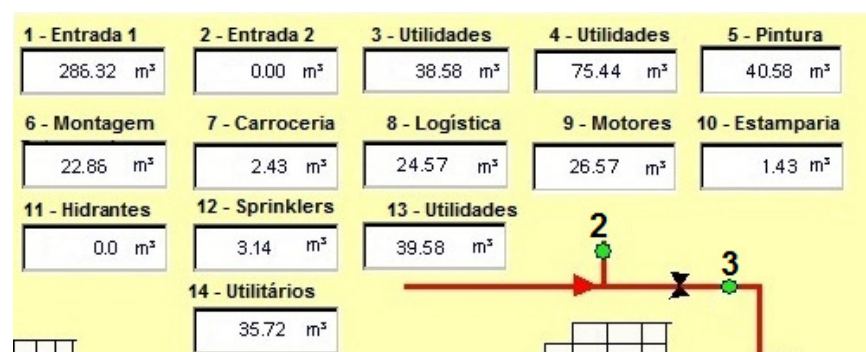 1 - Entrada 1 2 - Entrada 2 3 - Utilidades 4 - Utilidades 5 - Pintura
286.32 m³ 0.00 m³ 38.58 m³ 75.44 m³ 40.58 m³
6 - Montagem 7 - Carroceria 8 - Logística 9 - Motores 10 - Estamparia
22.86 m³ 2.43 m³ 24.57 m³ 26.57 m³ 1.43 m³
11 - Hidrantes 12 - Sprinklers 13 - Utilidades
0.0 m³ 3.14 m³ 39.58 m³
2
3
14 - Utilitários
35.72 m³